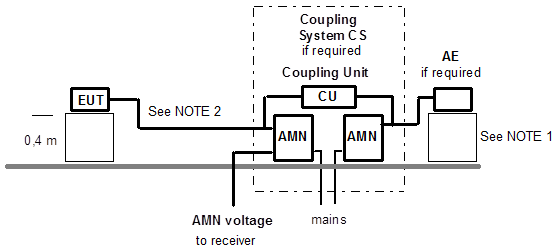 Coupling
System CS
if required
Coupling Unit
CU
AE
if required
EUT
See NOTE 2
0,4 m
AMN
AMN
See NOTE 1
AMN voltage
to receiver
mains